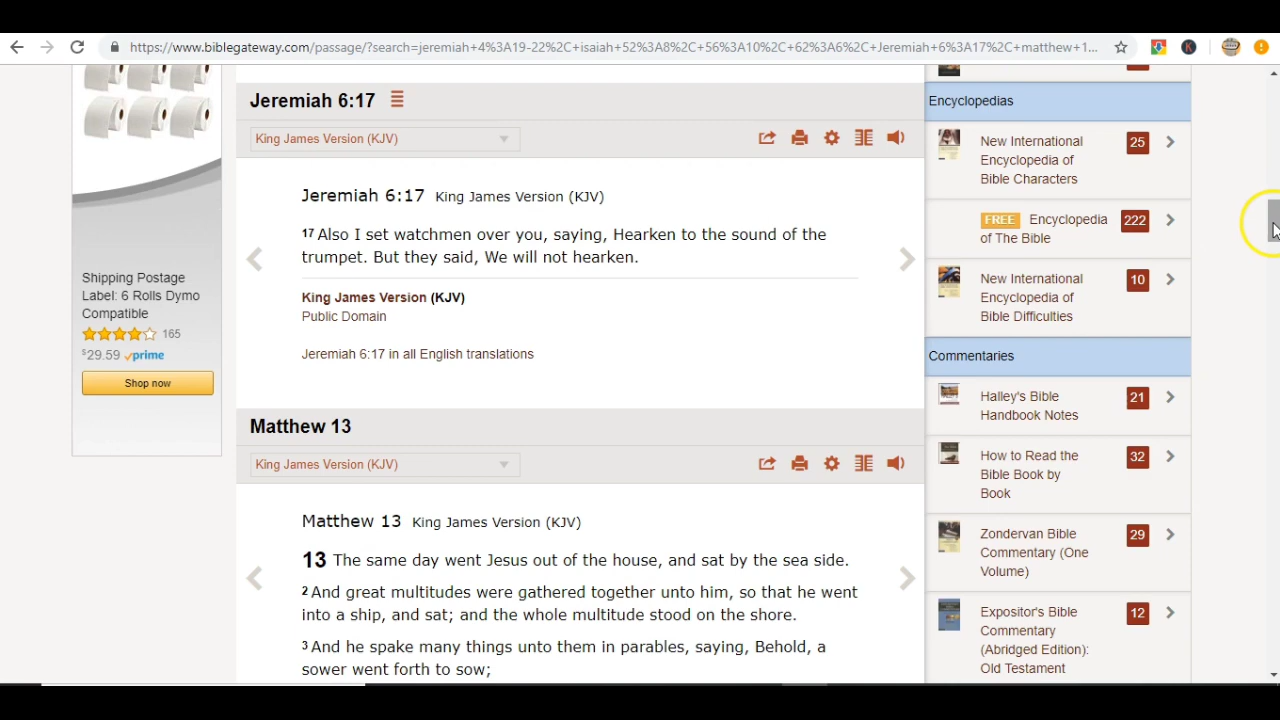 https://www.biblegateway.com/passage/?search=jeremiah+4%3A19-22%2C+isaiah+52%3A8%2C+56%3A10%2C+62%3A6%2C+Jeremiah+6%3A17%2C+matthew+1...
Shipping Postage
Label: 6 Rolls Dymo
Compatible
165
$29.59 prime
Shop now
Jeremiah 6:17
King James Version (KJV)
Jeremiah 6:17 King James Version (KJV)
17 Also I set watchmen over you, saying, Hearken to the sound of the
trumpet. But they said, We will not hearken.
King James Version (KJV)
Public Domain
Jeremiah 6:17 in all English translations
Matthew 13
King James Version (KJV)
Matthew 13 King James Version (KJV)
13 The same day went Jesus out of the house, and sat by the sea side.
2 And great multitudes were gathered together unto him, so that he went
into a ship, and sat; and the whole multitude stood on the shore.
3 And he spake many things unto them in parables, saying, Behold, a
sower went forth to sow;
Encyclopedias
New International 25
Encyclopedia of
Bible Characters
FREE Encyclopedia 222
of The Bible
New International 10
Encyclopedia of
Bible Difficulties
Commentaries
Halley's Bible 21
Handbook Notes
How to Read the 32
Bible Book by
Book
Zondervan Bible 29
Commentary (One
Volume)
Expositor's Bible 12
Commentary
(Abridged Edition):
Old Testament